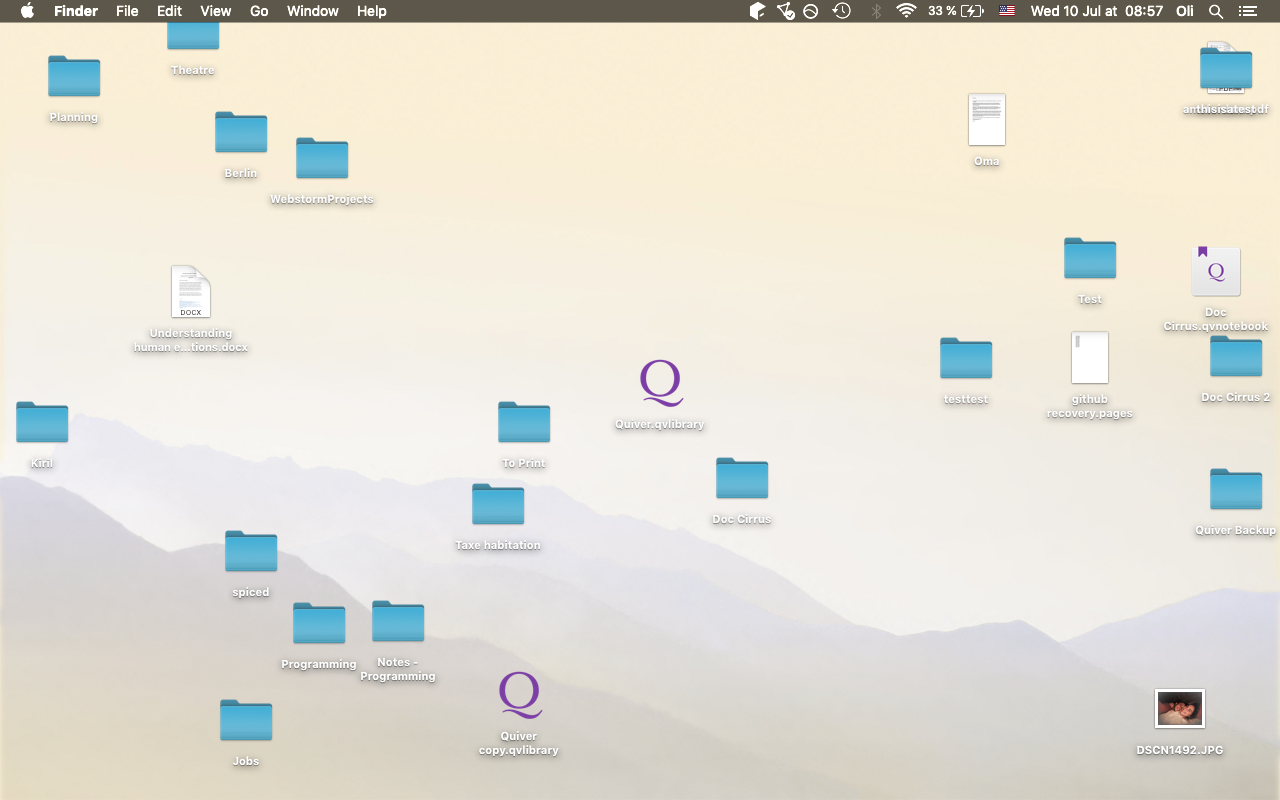 Finder File Edit View Go Window Help 33 % Wed 10 Jul at 08:57 Oli
Theatre
Planning
Berlin
WebstormProjects
Oma
Test
Understanding
human e...tions.docx
DOCX
Doc
Cirrus.qvnotebook
Q
testtest
github
recovery.pages
Doc Cirrus 2
Q
Quiver.qvlibrary
Kiril
To Print
Doc Cirrus
Taxe habitation
Quiver Backup
spiced
Programming
Notes -
Programming
Jobs
Q
Quiver
copy.qvlibrary
DSCN1492.JPG